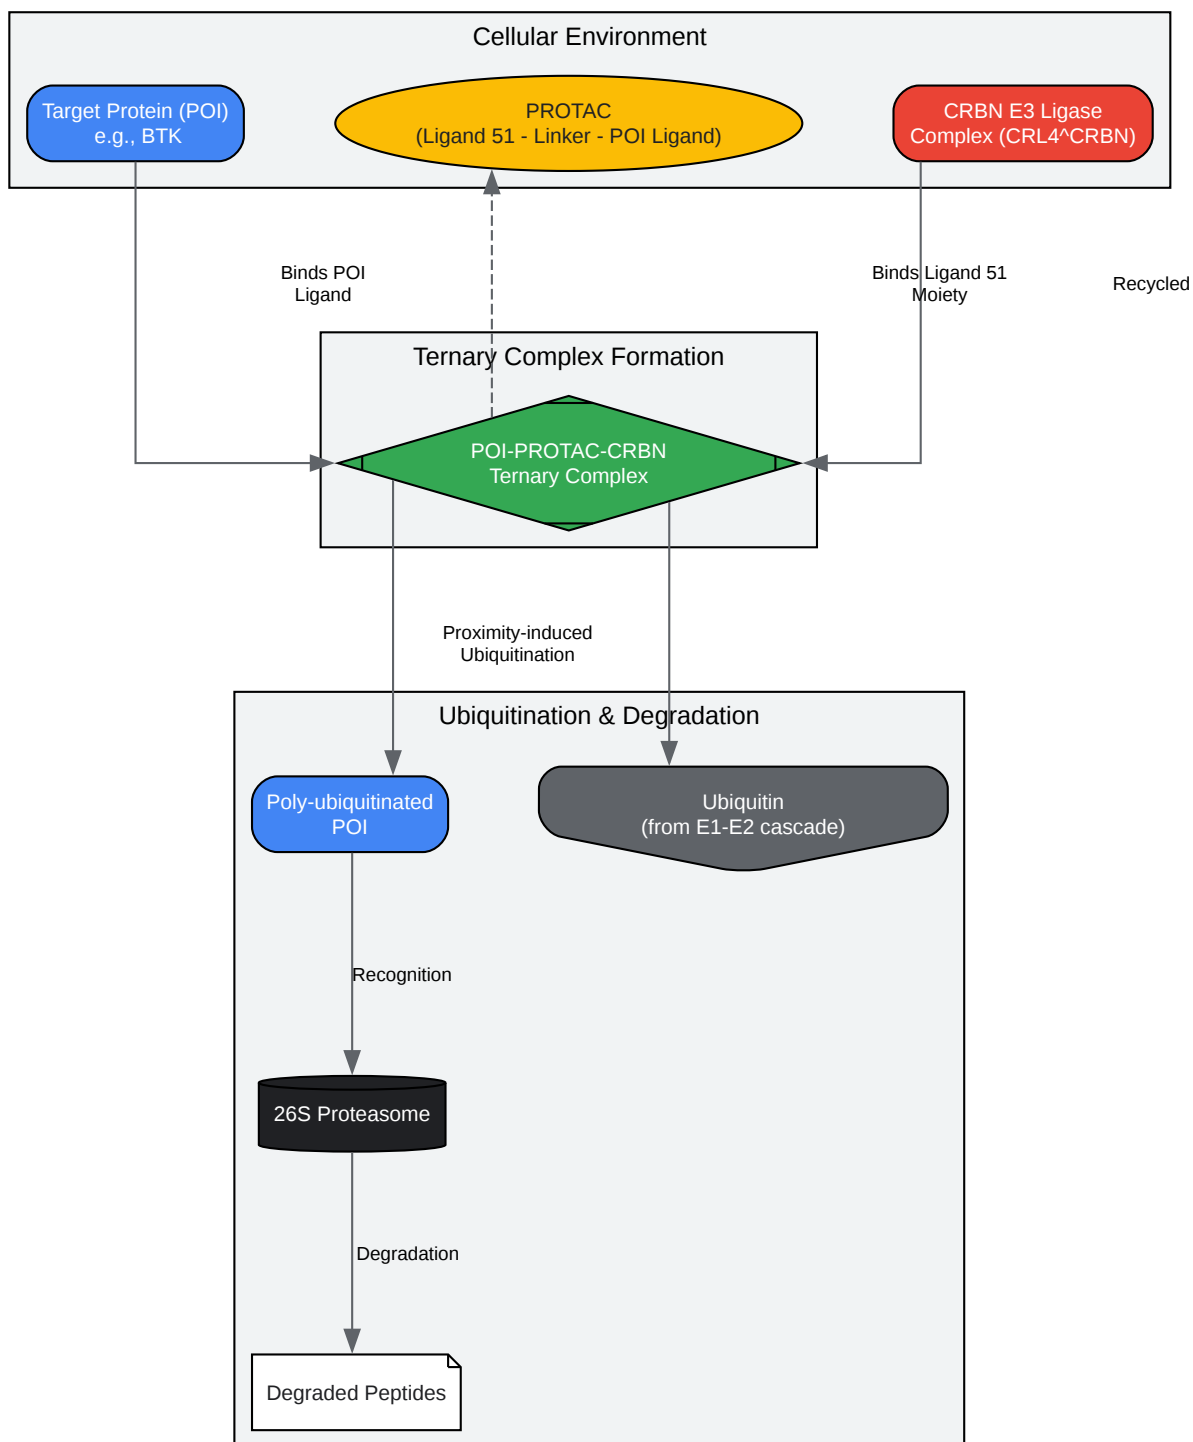 Cellular Environment
Target Protein (POI)
e.g., BTK
PROTAC
(Ligand 51 - Linker - POI Ligand)
CRBN E3 Ligase
Complex (CRL4^CRBN)
Binds POI
Ligand
Binds Ligand 51
Moiety
Recycled
Ternary Complex Formation
POI-PROTAC-CRBN
Ternary Complex
Proximity-induced
Ubiquitination
Ubiquitination & Degradation
Poly-ubiquitinated
POI
Ubiquitin
(from E1-E2 cascade)
Recognition
26S Proteasome
Degradation
Degraded Peptides